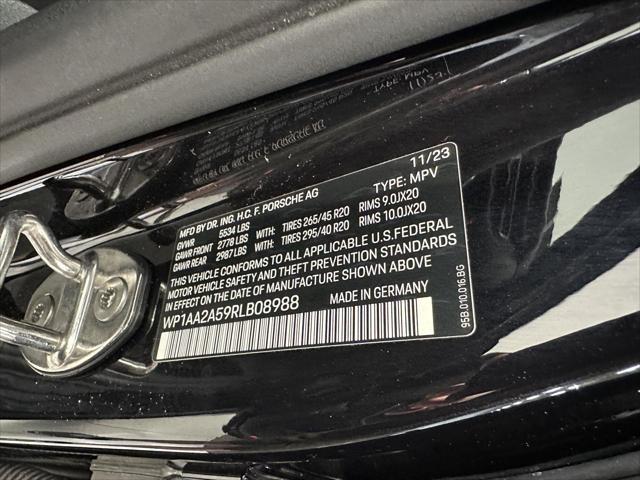 11/23
MFD BY DR. ING. H.C. F. PORSCHE AG TYPE: MPV
GVWR 5534 LBS
GAWR FRONT 2778 LBS WITH: TIRES 265/45 R20 RIMS 9.0JX20
GAWR REAR 2987 LBS WITH: TIRES 295/40 R20 RIMS 10.0JX20
THIS VEHICLE CONFORMS TO ALL APPLICABLE U.S.FEDERAL
MOTOR VEHICLE SAFETY AND THEFT PREVENTION STANDARDS
IN EFFECT ON THE DATE OF MANUFACTURE SHOWN ABOVE
WP1AA2A59RLB08988 MADE IN GERMANY
95B.010.016.BG